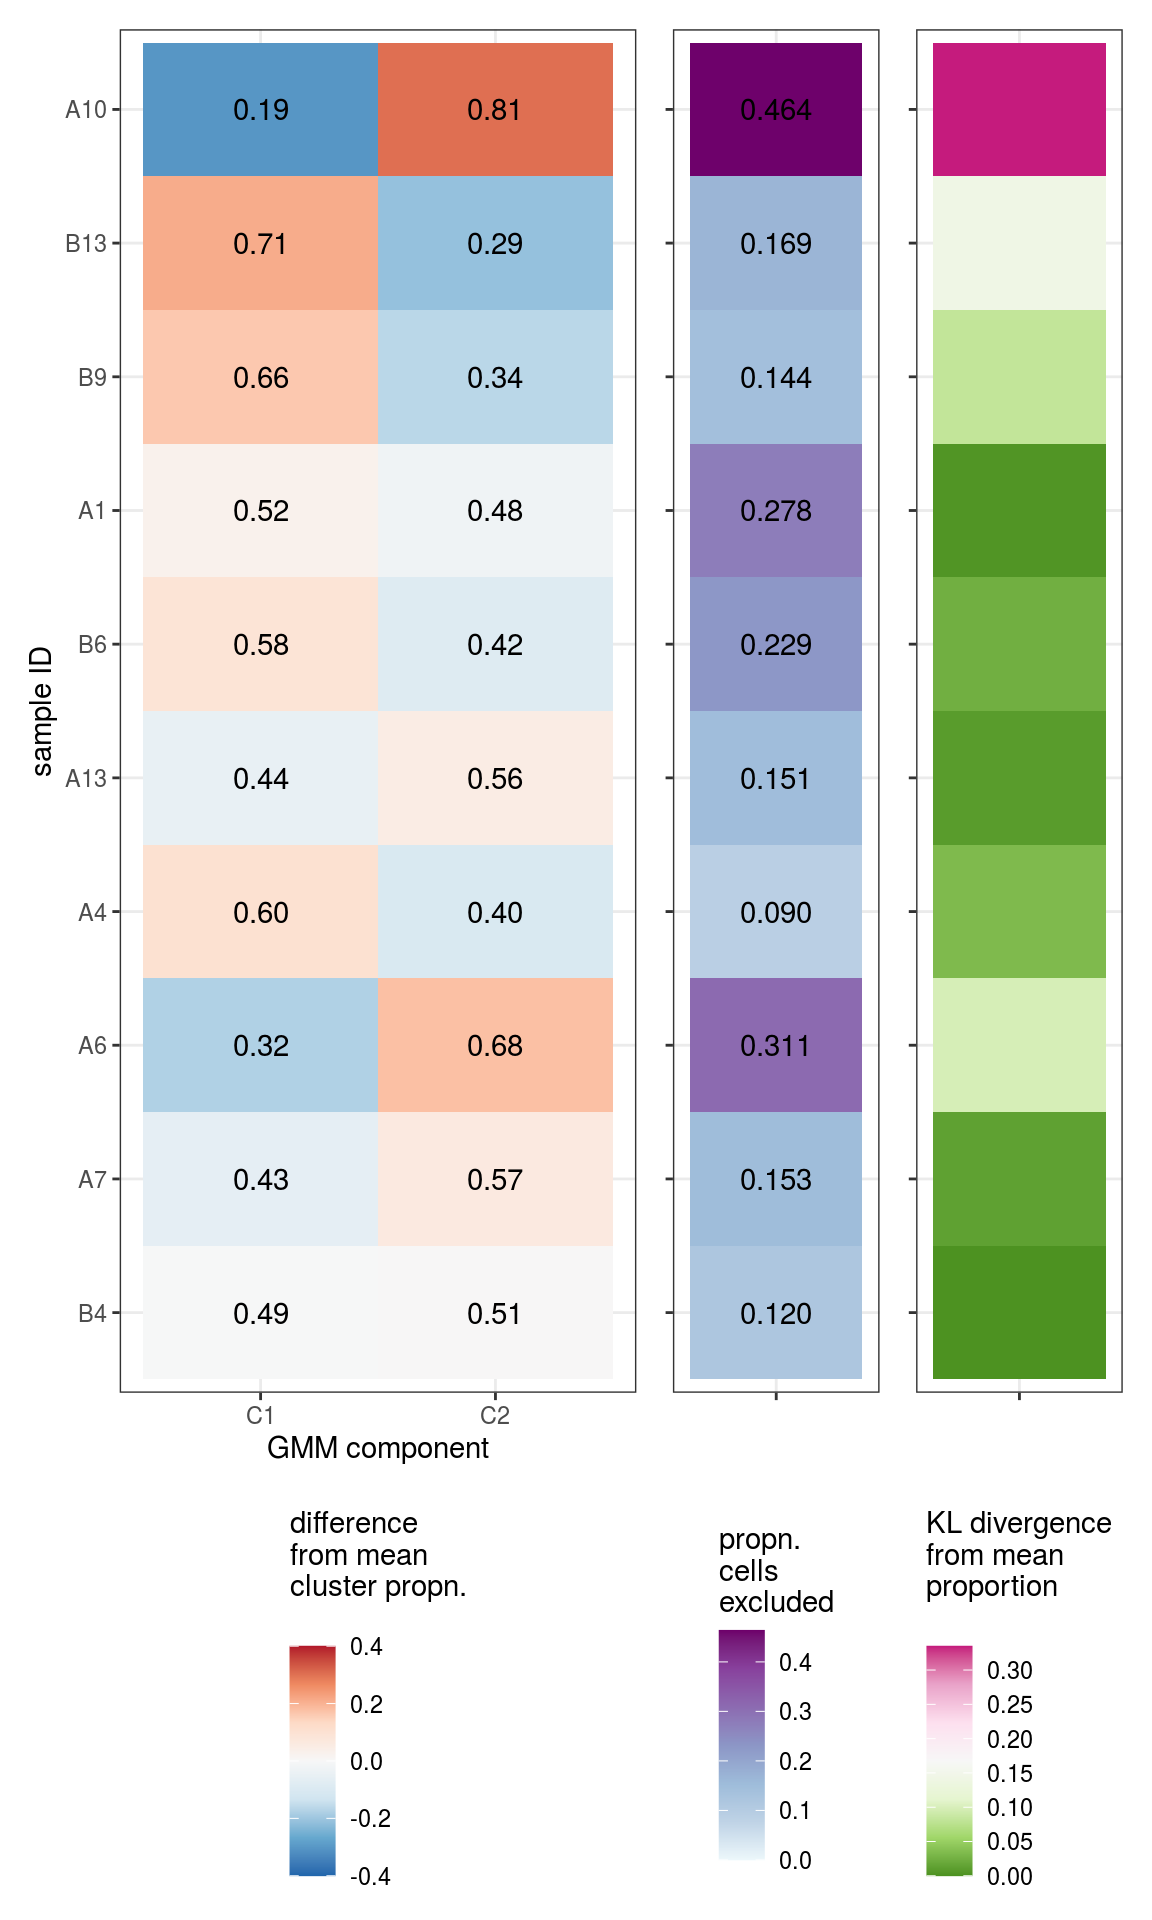 A10 0.19 0.81 0.464
B13 0.71 0.29 0.169
B9 0.66 0.34 0.144
A1 0.52 0.48 0.278
B6 0.58 0.42 0.229
sample ID
A13 0.44 0.56 0.151
A4 0.60 0.40 0.090
A6 0.32 0.68 0.311
A7 0.43 0.57 0.153
B4 0.49 0.51 0.120
C1 C2
GMM component
difference
from mean
cluster propn.
0.4
0.2
0.0
-0.2
-0.4
propn.
cells
excluded
0.4
0.3
0.2
0.1
0.0
KL divergence
from mean
proportion
0.30
0.25
0.20
0.15
0.10
0.05
0.00